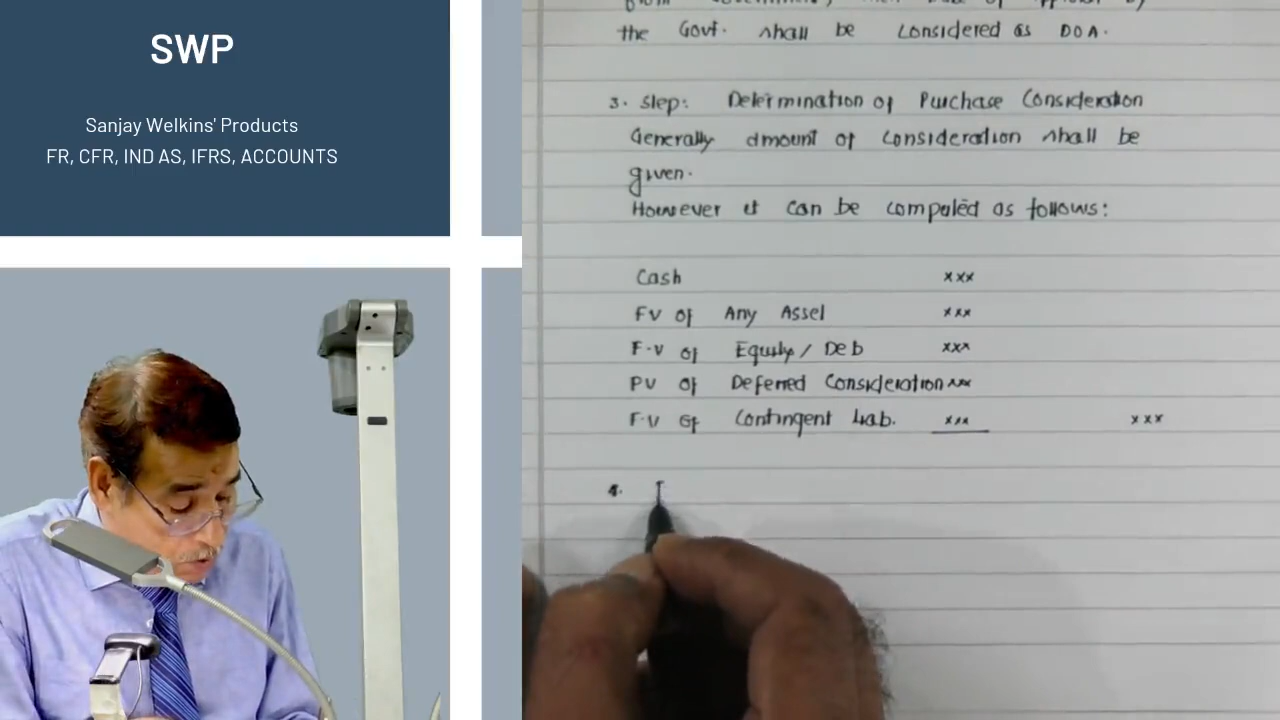 SWP
Sanjay Welkins' Products
FR, CFR, IND AS, IFRS, ACCOUNTS
the Govt. shall be Considered as DOA.
3. Step: Determination of Purchase Consideration
Generally amount of Consideration shall be
given.
However it can be computed as follows:
Cash xxx
FV of Any Asset xxx
F.V of Equity/Deb xxx
PV of Deferred Consideration xxx
F.V of Contingent Liab. xxx xxx
4.